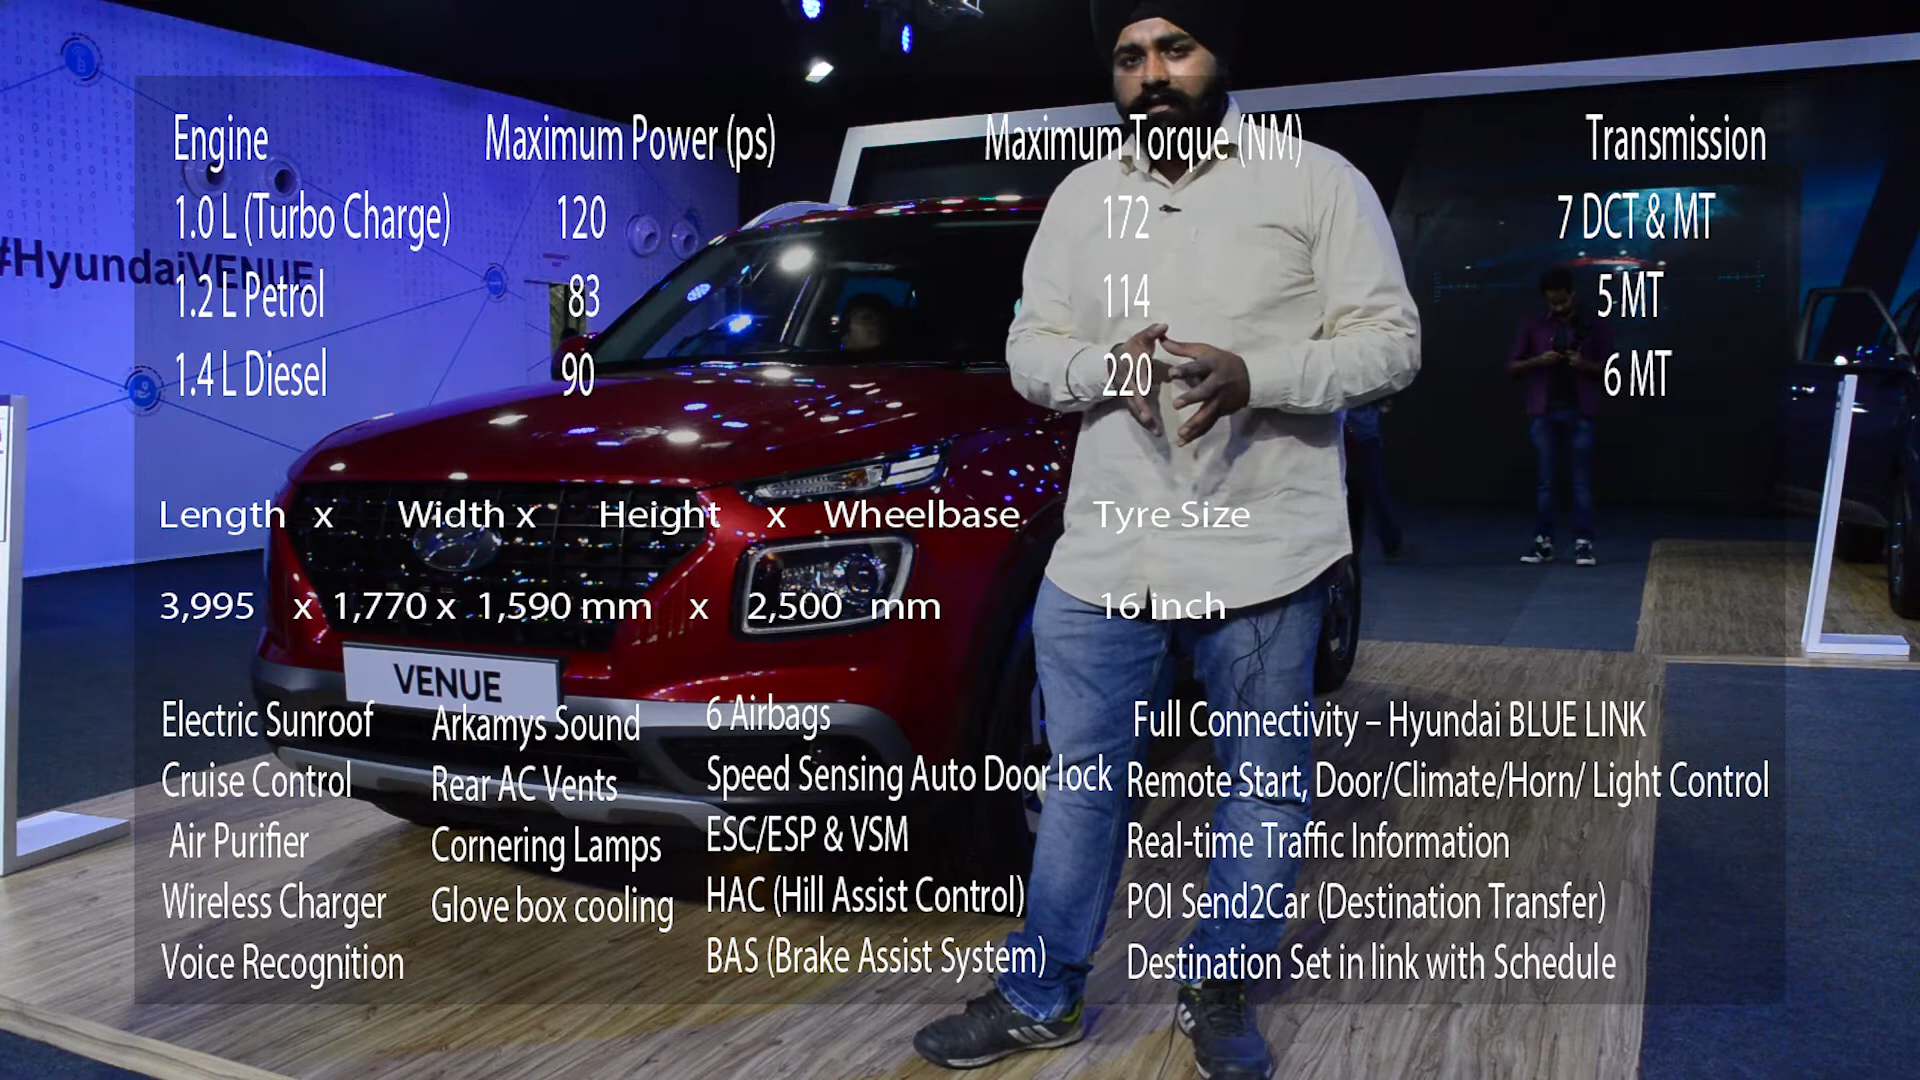 Engine Maximum Power (ps) Maximum Torque (NM) Transmission
1.0 L (Turbo Charge) 120 172 7 DCT & MT
#HyundaiVENUE
1.2 L Petrol 83 114 5 MT
1.4 L Diesel 90 220 6 MT
Length x Width x Height x Wheelbase Tyre Size
3,995 x 1,770 x 1,590 mm x 2,500 mm 16 inch
VENUE
Electric Sunroof Arkamys Sound 6 Airbags Full Connectivity – Hyundai BLUE LINK
Cruise Control Rear AC Vents Speed Sensing Auto Door lock Remote Start, Door/Climate/Horn/ Light Control
Air Purifier Cornering Lamps ESC/ESP & VSM Real-time Traffic Information
Wireless Charger Glove box cooling HAC (Hill Assist Control) POI Send2Car (Destination Transfer)
Voice Recognition BAS (Brake Assist System) Destination Set in link with Schedule